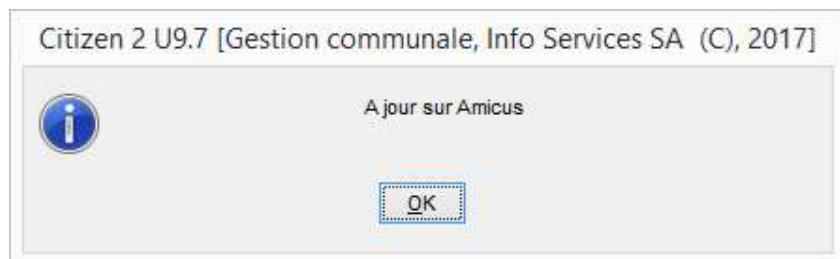 Citizen 2 U9.7 [Gestion communale, Info Services SA (C), 2017]
A jour sur Amicus
OK